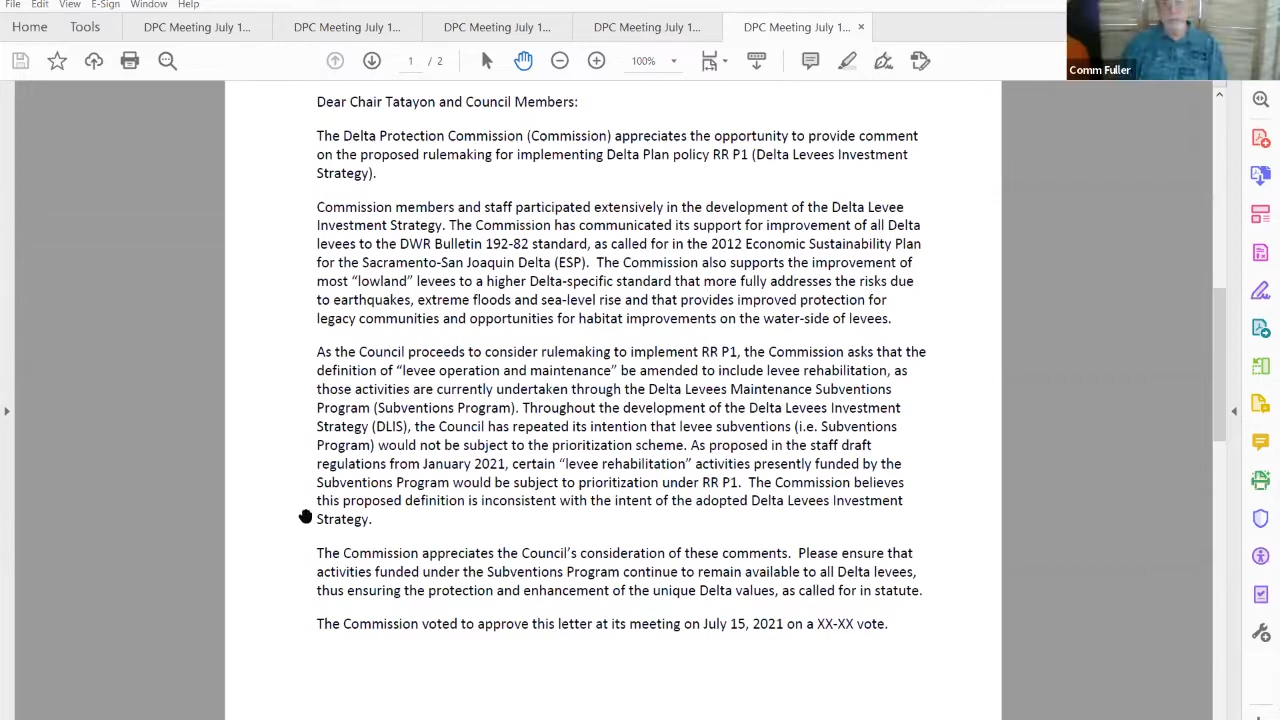 File Edit View E-Sign Window Help
Home Tools DPC Meeting July 1... DPC Meeting July 1... DPC Meeting July 1... DPC Meeting July 1... DPC Meeting July 1... ×
1 / 2 100%
Comm Fuller
Dear Chair Tatayon and Council Members:
The Delta Protection Commission (Commission) appreciates the opportunity to provide comment
on the proposed rulemaking for implementing Delta Plan policy RR P1 (Delta Levees Investment
Strategy).
Commission members and staff participated extensively in the development of the Delta Levee
Investment Strategy. The Commission has communicated its support for improvement of all Delta
levees to the DWR Bulletin 192-82 standard, as called for in the 2012 Economic Sustainability Plan
for the Sacramento-San Joaquin Delta (ESP). The Commission also supports the improvement of
most “lowland” levees to a higher Delta-specific standard that more fully addresses the risks due
to earthquakes, extreme floods and sea-level rise and that provides improved protection for
legacy communities and opportunities for habitat improvements on the water-side of levees.
As the Council proceeds to consider rulemaking to implement RR P1, the Commission asks that the
definition of “levee operation and maintenance” be amended to include levee rehabilitation, as
those activities are currently undertaken through the Delta Levees Maintenance Subventions
Program (Subventions Program). Throughout the development of the Delta Levees Investment
Strategy (DLIS), the Council has repeated its intention that levee subventions (i.e. Subventions
Program) would not be subject to the prioritization scheme. As proposed in the staff draft
regulations from January 2021, certain “levee rehabilitation” activities presently funded by the
Subventions Program would be subject to prioritization under RR P1. The Commission believes
this proposed definition is inconsistent with the intent of the adopted Delta Levees Investment
Strategy.
The Commission appreciates the Council’s consideration of these comments. Please ensure that
activities funded under the Subventions Program continue to remain available to all Delta levees,
thus ensuring the protection and enhancement of the unique Delta values, as called for in statute.
The Commission voted to approve this letter at its meeting on July 15, 2021 on a XX-XX vote.